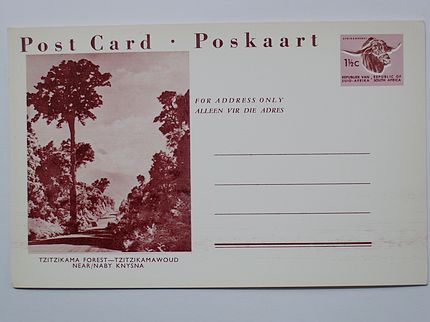 Post Card · Poskaart
AFRIKANERBUL
1½c
REPUBLIEK VAN REPUBLIC OF
SUID-AFRIKA SOUTH AFRICA
FOR ADDRESS ONLY
ALLEEN VIR DIE ADRES
TZITZIKAMA FOREST—TZITZIKAMAWOUD
NEAR/NABY KNYSNA